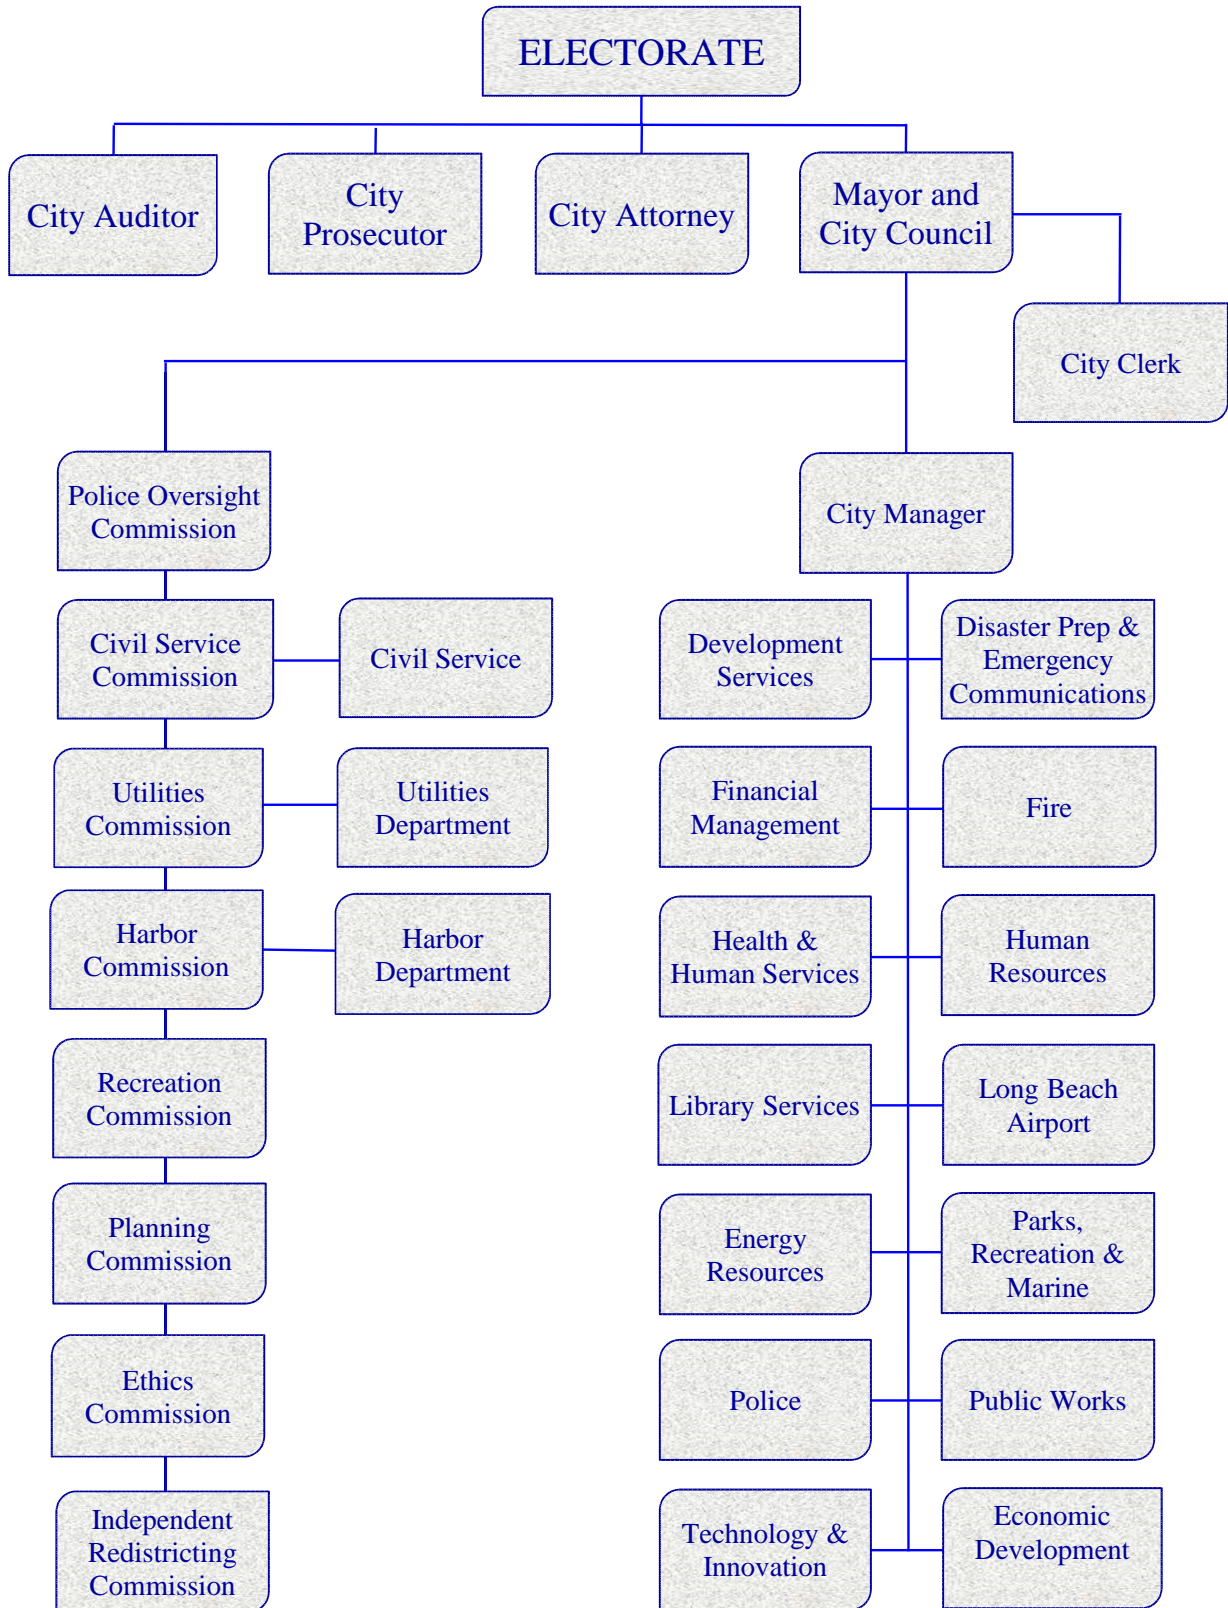 ELECTORATE
City Auditor
City
Prosecutor
City Attorney
Mayor and
City Council
City Clerk
Police Oversight
Commission
City Manager
Civil Service
Commission
Civil Service
Development
Services
Disaster Prep &
Emergency
Communications
Utilities
Commission
Utilities
Department
Financial
Management
Fire
Harbor
Commission
Harbor
Department
Health &
Human Services
Human
Resources
Recreation
Commission
Library Services
Long Beach
Airport
Planning
Commission
Energy
Resources
Parks,
Recreation &
Marine
Ethics
Commission
Police
Public Works
Independent
Redistricting
Commission
Technology &
Innovation
Economic
Development